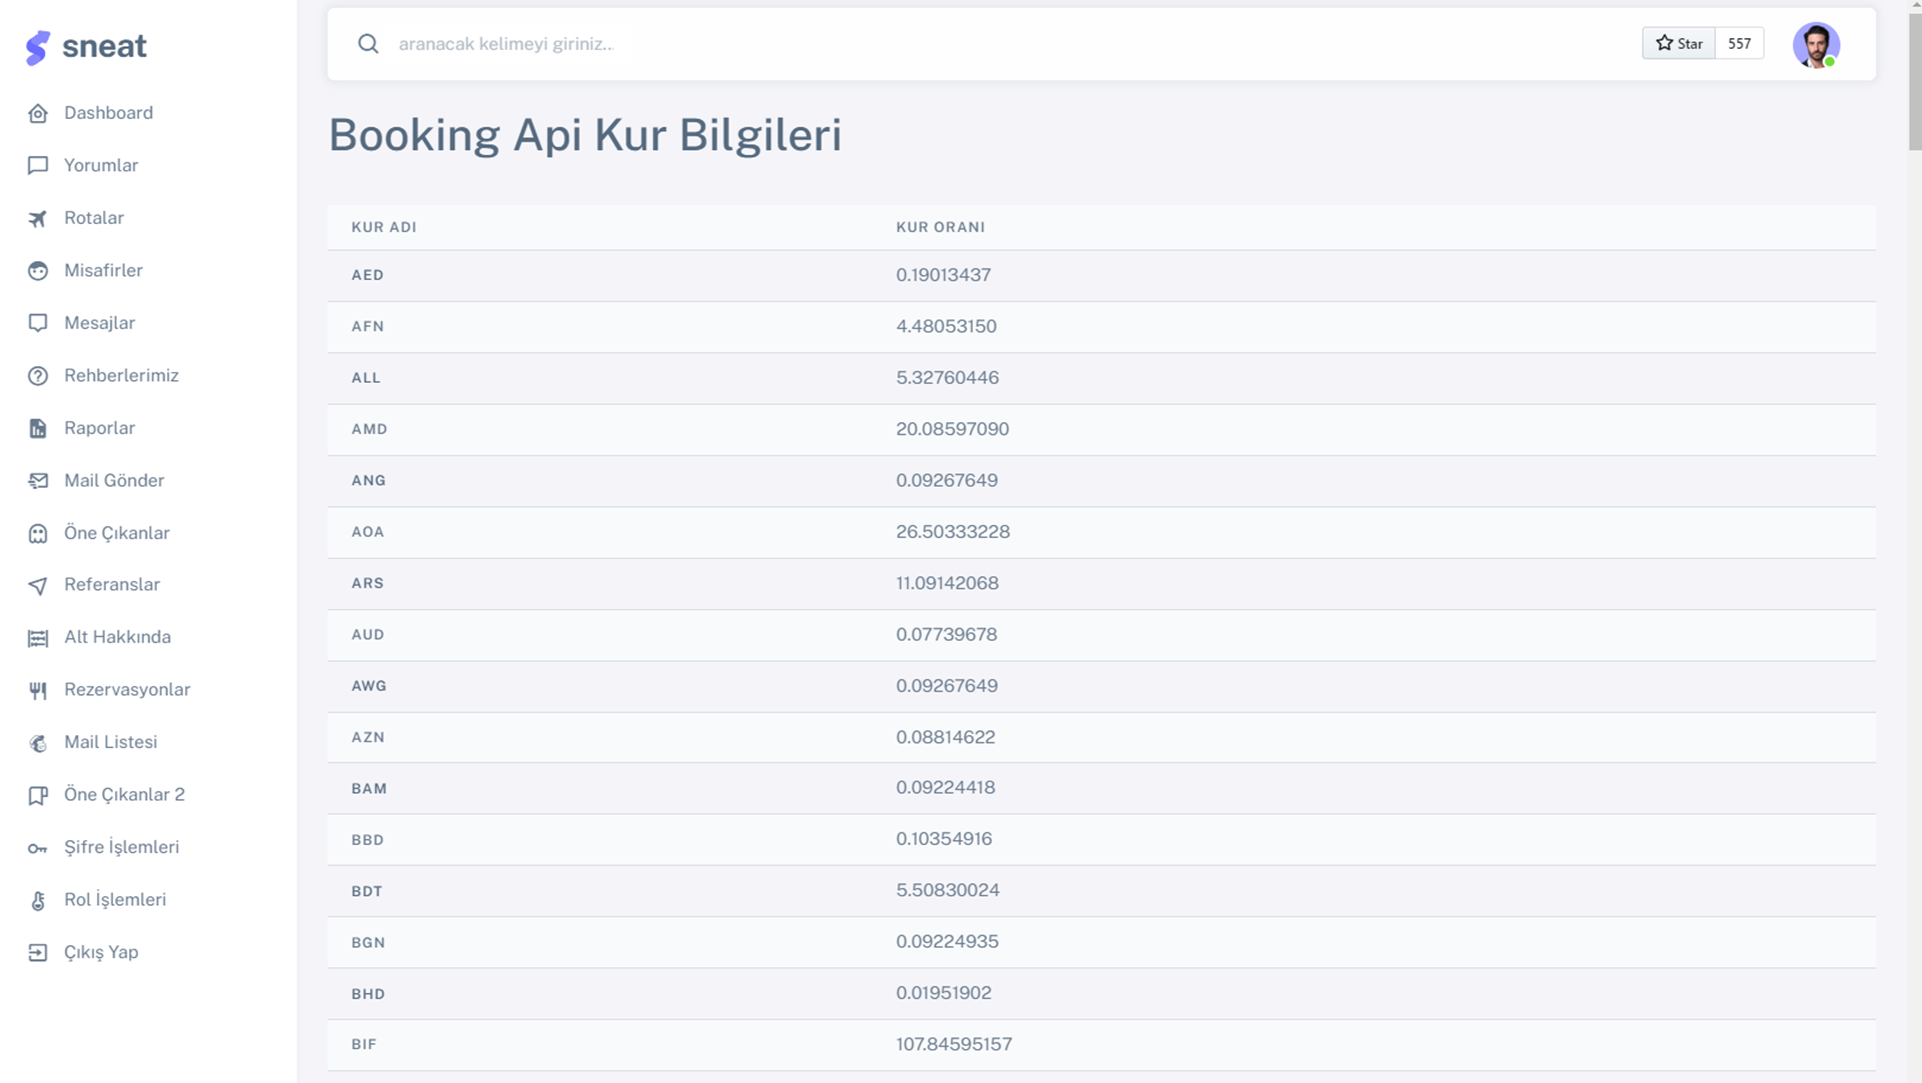 sneat
Dashboard
Yorumlar
Rotalar
Misafirler
Mesajlar
Rehberlerimiz
Raporlar
Mail Gönder
Öne Çıkanlar
Referanslar
Alt Hakkında
Rezervasyonlar
Mail Listesi
Öne Çıkanlar 2
Şifre İşlemleri
Rol İşlemleri
Çıkış Yap
aranacak kelimeyi giriniz...
Star 557
Booking Api Kur Bilgileri
KUR ADI KUR ORANI
AED 0.19013437
AFN 4.48053150
ALL 5.32760446
AMD 20.08597090
ANG 0.09267649
AOA 26.50333228
ARS 11.09142068
AUD 0.07739678
AWG 0.09267649
AZN 0.08814622
BAM 0.09224418
BBD 0.10354916
BDT 5.50830024
BGN 0.09224935
BHD 0.01951902
BIF 107.84595157